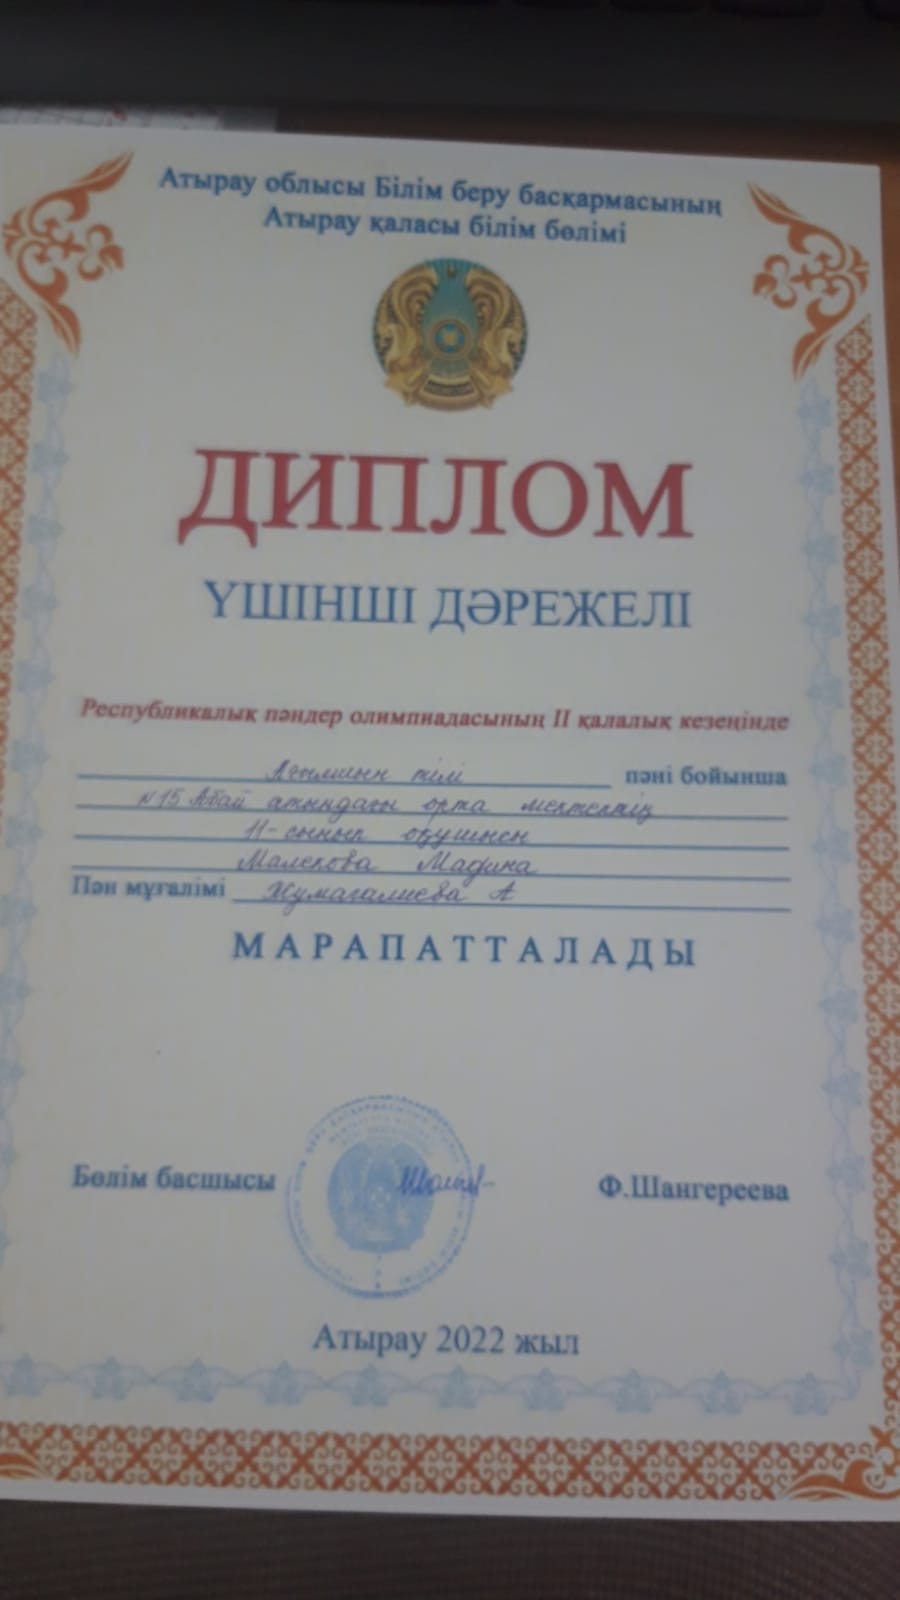 Атырау облысы Білім беру басқармасының
Атырау қаласы білім бөлімі
ДИПЛОМ
ҮШІНШІ ДӘРЕЖЕЛІ
Республикалық пәндер олимпиадасының ІІ қалалық кезеңінде
Ағылшын тілі пәні бойынша
№15 Абай атындағы орта мектептің
11-сынып оқушысы
Малекова Мадина
Пән мұғалімі Жумагалиева А
МАРАПАТТАЛАДЫ
Бөлім басшысы Ф.Шангереева
Атырау 2022 жыл